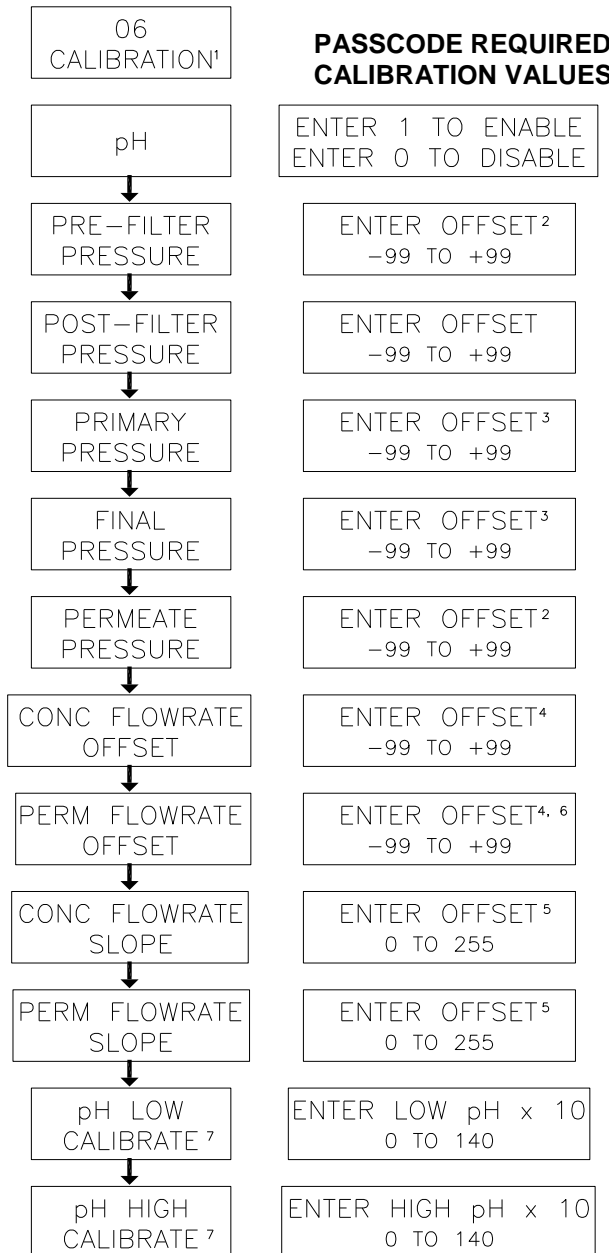 06
CALIBRATION¹
PASSCODE REQUIRED
CALIBRATION VALUES
pH
ENTER 1 TO ENABLE
ENTER 0 TO DISABLE
PRE-FILTER
PRESSURE
ENTER OFFSET²
-99 TO +99
POST-FILTER
PRESSURE
ENTER OFFSET
-99 TO +99
PRIMARY
PRESSURE
ENTER OFFSET³
-99 TO +99
FINAL
PRESSURE
ENTER OFFSET³
-99 TO +99
PERMEATE
PRESSURE
ENTER OFFSET²
-99 TO +99
CONC FLOWRATE
OFFSET
ENTER OFFSET⁴
-99 TO +99
PERM FLOWRATE
OFFSET
ENTER OFFSET⁴, ⁶
-99 TO +99
CONC FLOWRATE
SLOPE
ENTER OFFSET⁵
0 TO 255
PERM FLOWRATE
SLOPE
ENTER OFFSET⁵
0 TO 255
pH LOW
CALIBRATE⁷
ENTER LOW pH x 10
0 TO 140
pH HIGH
CALIBRATE⁷
ENTER HIGH pH x 10
0 TO 140